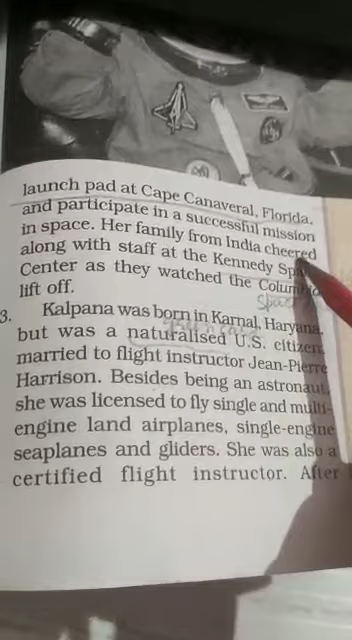 launch pad at Cape Canaveral, Florida,
and participate in a successful mission
in space. Her family from India cheered
along with staff at the Kennedy
Center as they watched the
lift off.
3. Kalpana was born in Karnal, Haryana,
but was a naturalised U.S. citizen,
married to flight instructor Jean-Pierre
Harrison. Besides being an astronaut,
she was licensed to fly single and multi-
engine land airplanes, single-engine
seaplanes and gliders. She was also a
certified flight instructor. After